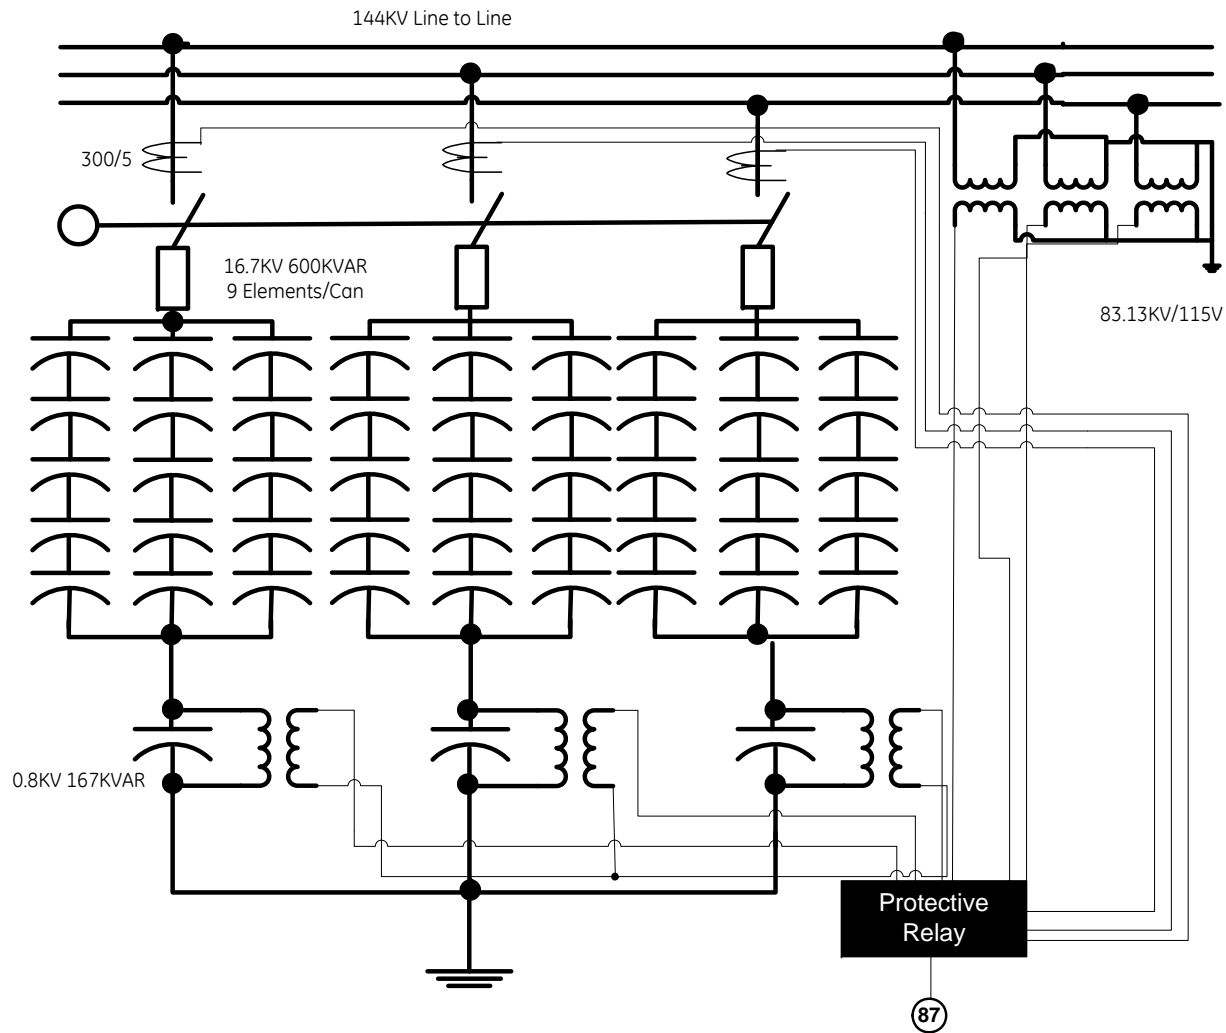 144KV Line to Line
300/5
16.7KV 600KVAR
9 Elements/Can
83.13KV/115V
0.8KV 167KVAR
Protective
Relay
87